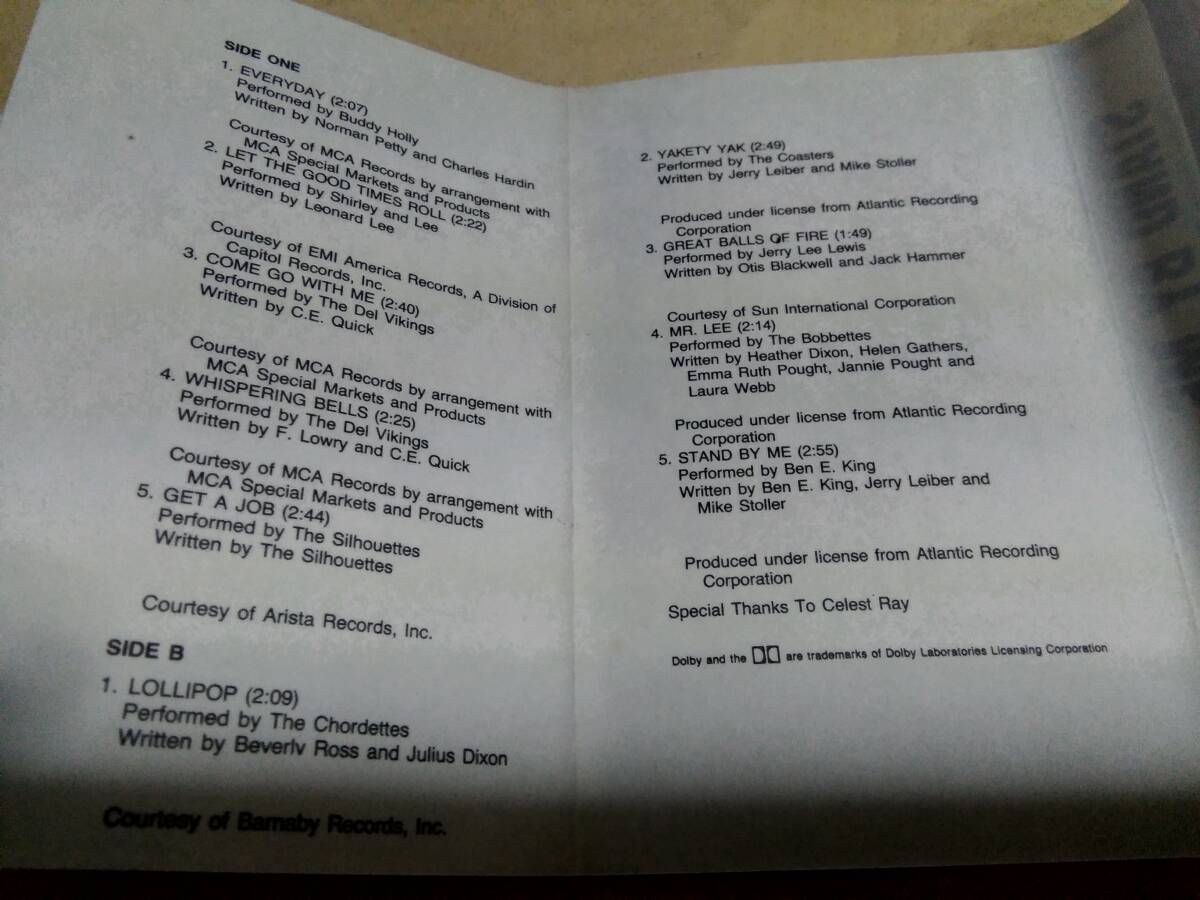 SIDE ONE
1. EVERYDAY (2:07)
Performed by Buddy Holly
Written by Norman Petty and Charles Hardin
Courtesy of MCA Records by arrangement with
MCA Special Markets and Products
2. LET THE GOOD TIMES ROLL (2:22)
Performed by Shirley and Lee
Written by Leonard Lee
Courtesy of EMI America Records, A Division of
Capitol Records, Inc.
3. COME GO WITH ME (2:40)
Performed by The Del Vikings
Written by C.E. Quick
Courtesy of MCA Records by arrangement with
MCA Special Markets and Products
4. WHISPERING BELLS (2:25)
Performed by The Del Vikings
Written by F. Lowry and C.E. Quick
Courtesy of MCA Records by arrangement with
MCA Special Markets and Products
5. GET A JOB (2:44)
Performed by The Silhouettes
Written by The Silhouettes
Courtesy of Arista Records, Inc.
SIDE B
1. LOLLIPOP (2:09)
Performed by The Chordettes
Written by Beverly Ross and Julius Dixon
Courtesy of Barnaby Records, Inc.
2. YAKETY YAK (2:49)
Performed by The Coasters
Written by Jerry Leiber and Mike Stoller
Produced under license from Atlantic Recording
Corporation
3. GREAT BALLS OF FIRE (1:49)
Performed by Jerry Lee Lewis
Written by Otis Blackwell and Jack Hammer
Courtesy of Sun International Corporation
4. MR. LEE (2:14)
Performed by The Bobbettes
Written by Heather Dixon, Helen Gathers,
Emma Ruth Pought, Jannie Pought and
Laura Webb
Produced under license from Atlantic Recording
Corporation
5. STAND BY ME (2:55)
Performed by Ben E. King
Written by Ben E. King, Jerry Leiber and
Mike Stoller
Produced under license from Atlantic Recording
Corporation
Special Thanks To Celest Ray
Dolby and the are trademarks of Dolby Laboratories Licensing Corporation